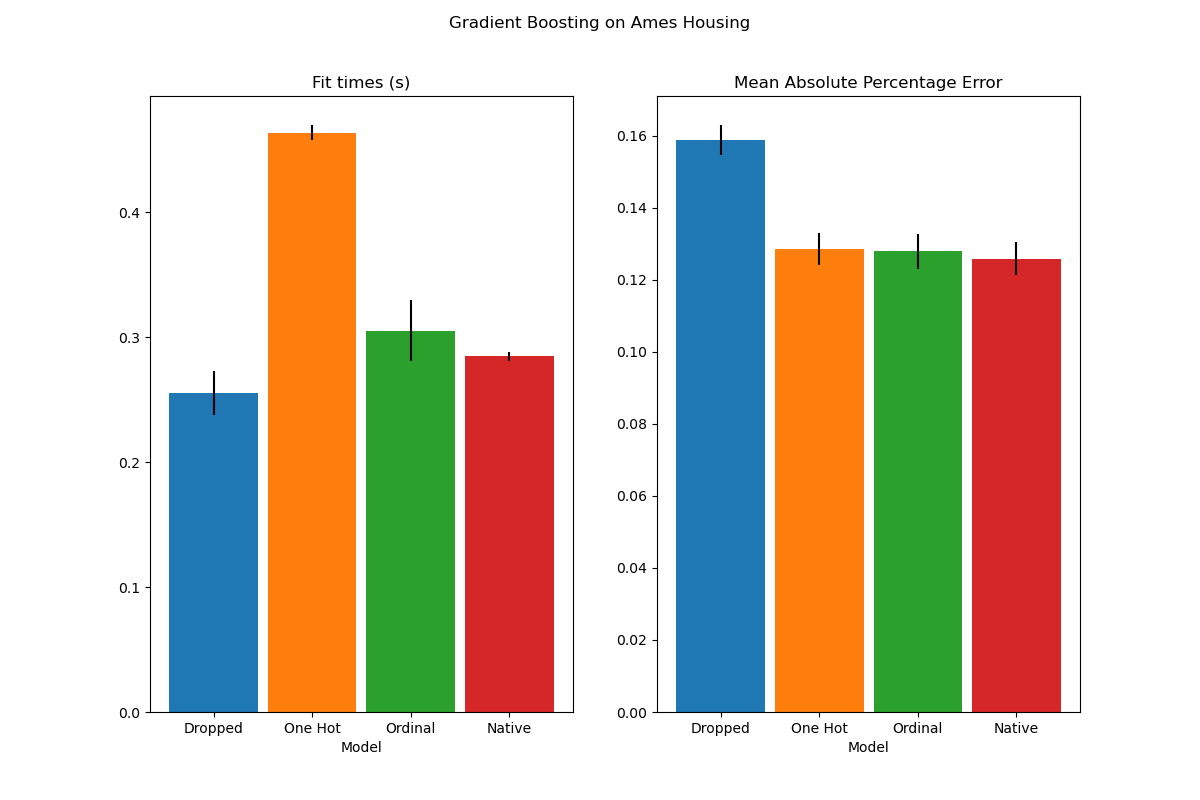 Gradient Boosting on Ames Housing
Fit times (s)
0.4
0.3
0.2
0.1
0.0
Dropped One Hot Ordinal Native
Model
Mean Absolute Percentage Error
0.16
0.14
0.12
0.10
0.08
0.06
0.04
0.02
0.00
Dropped One Hot Ordinal Native
Model